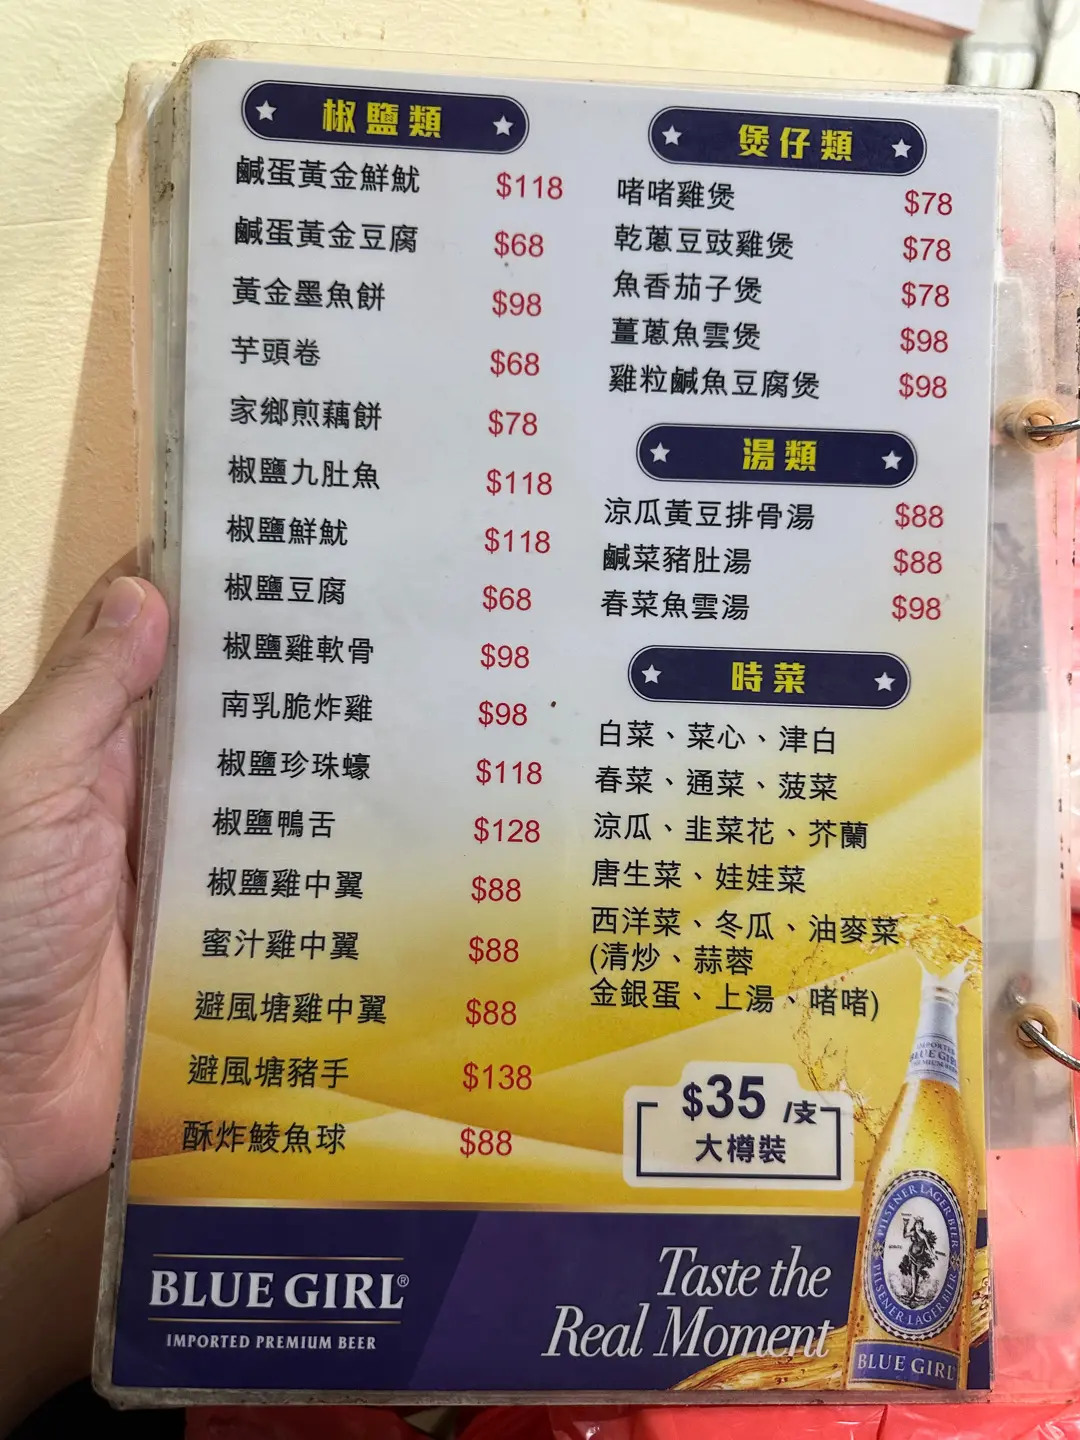 椒鹽類
鹹蛋黃金鮮魷 $118
鹹蛋黃金豆腐 $68
黃金墨魚餅 $98
芋頭卷 $68
家鄉煎藕餅 $78
椒鹽九肚魚 $118
椒鹽鮮魷 $118
椒鹽豆腐 $68
椒鹽雞軟骨 $98
南乳脆炸雞 $98
椒鹽珍珠蠔 $118
椒鹽鴨舌 $128
椒鹽雞中翼 $88
蜜汁雞中翼 $88
避風塘雞中翼 $88
避風塘豬手 $138
酥炸鯪魚球 $88
煲仔類
啫啫雞煲 $78
乾蔥豆豉雞煲 $78
魚香茄子煲 $78
薑蔥魚雲煲 $98
雞粒鹹魚豆腐煲 $98
湯類
涼瓜黃豆排骨湯 $88
鹹菜豬肚湯 $88
春菜魚雲湯 $98
時菜
白菜、菜心、津白
春菜、通菜、菠菜
涼瓜、韭菜花、芥蘭
唐生菜、娃娃菜
西洋菜、冬瓜、油麥菜
(清炒、蒜蓉
金銀蛋、上湯、啫啫)
$35 /支
大樽裝
BLUE GIRL®
IMPORTED PREMIUM BEER
Taste the
Real Moment
IMPORTED
BLUE GIRL
PREMIUM BEER
PILSENER LAGER BIER
PILSENER LAGER BIER
BLUE GIRL